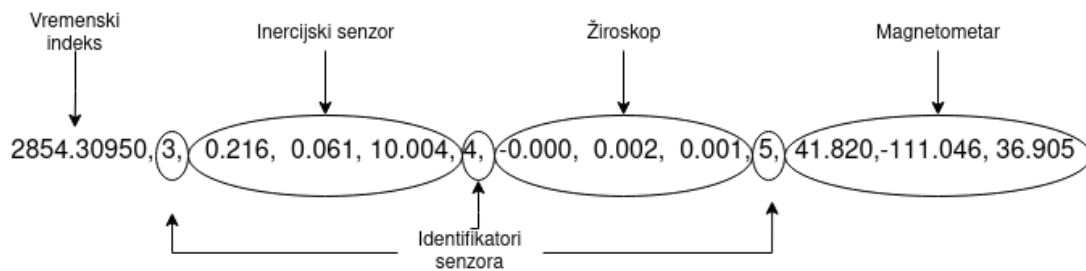 Vremenski
indeks
Inercijski senzor
Žiroskop
Magnetometar
2854.30950, 3, 0.216, 0.061, 10.004, 4, -0.000, 0.002, 0.001, 5, 41.820,-111.046, 36.905
Identifikatori
senzora